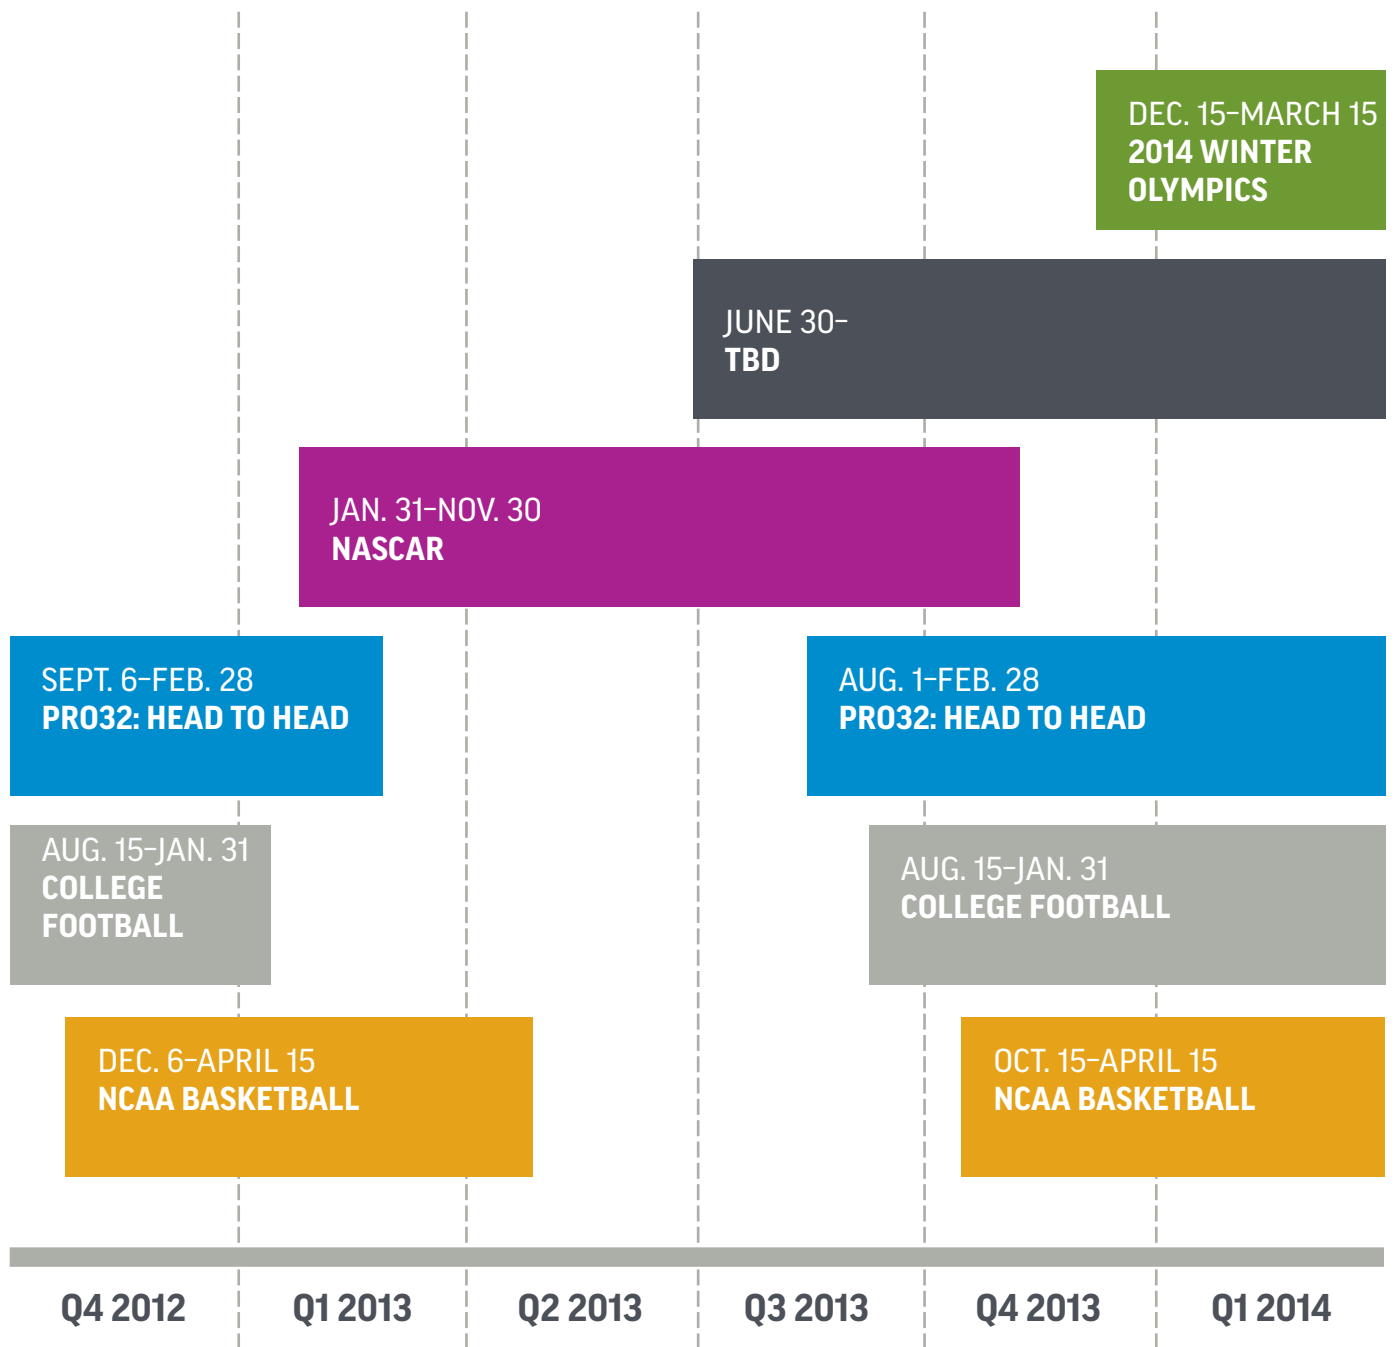 DEC. 15–MARCH 15
2014 WINTER
OLYMPICS
JUNE 30–
TBD
JAN. 31–NOV. 30
NASCAR
SEPT. 6–FEB. 28
PRO32: HEAD TO HEAD
AUG. 1–FEB. 28
PRO32: HEAD TO HEAD
AUG. 15–JAN. 31
COLLEGE
FOOTBALL
AUG. 15–JAN. 31
COLLEGE FOOTBALL
DEC. 6–APRIL 15
NCAA BASKETBALL
OCT. 15–APRIL 15
NCAA BASKETBALL
Q4 2012
Q1 2013
Q2 2013
Q3 2013
Q4 2013
Q1 2014